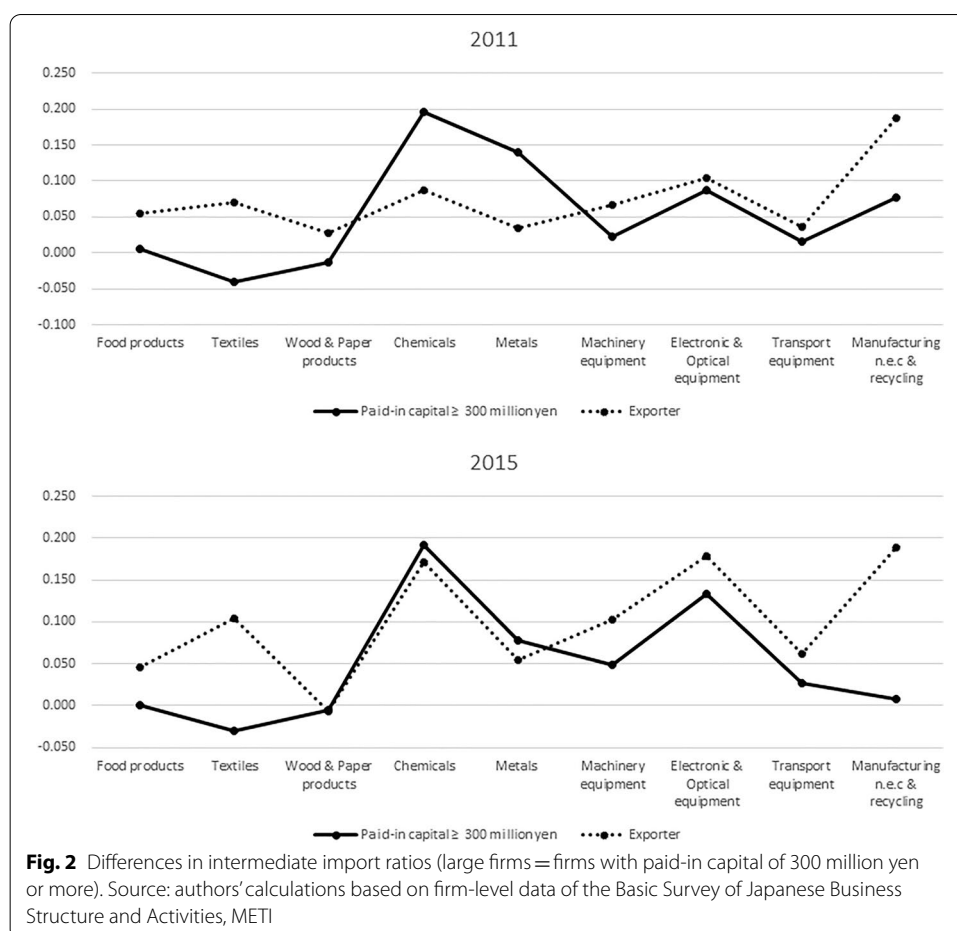 2011
0.250
0.200
0.150
0.100
0.050
0.000
-0.050
-0.100
Food products
Textiles
Wood & Paper
products
Chemicals
Metals
Machinery
equipment
Electronic &
Optical
equipment
Transport
equipment
Manufacturing
n.e.c &
recycling
Paid-in capital ≥ 300 million yen
Exporter
2015
0.250
0.200
0.150
0.100
0.050
0.000
-0.050
Food products
Textiles
Wood & Paper
products
Chemicals
Metals
Machinery
equipment
Electronic &
Optical
equipment
Transport
equipment
Manufacturing
n.e.c &
recycling
Paid-in capital ≥ 300 million yen
Exporter
Fig. 2 Differences in intermediate import ratios (large firms = firms with paid-in capital of 300 million yen
or more). Source: authors' calculations based on firm-level data of the Basic Survey of Japanese Business
Structure and Activities, METI